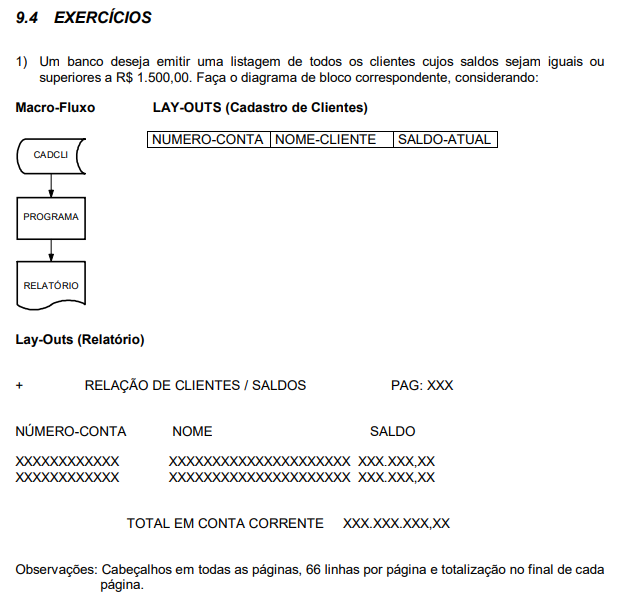 9.4 EXERCÍCIOS
1) Um banco deseja emitir uma listagem de todos os clientes cujos saldos sejam iguais ou
superiores a R$ 1.500,00. Faça o diagrama de bloco correspondente, considerando:
Macro-Fluxo LAY-OUTS (Cadastro de Clientes)
NUMERO-CONTA NOME-CLIENTE SALDO-ATUAL
CADCLI
PROGRAMA
RELATÓRIO
Lay-Outs (Relatório)
+ RELAÇÃO DE CLIENTES / SALDOS PAG: XXX
NÚMERO-CONTA NOME SALDO
XXXXXXXXXXXX XXXXXXXXXXXXXXXXXXXXX XXX.XXX,XX
XXXXXXXXXXXX XXXXXXXXXXXXXXXXXXXXX XXX.XXX,XX
TOTAL EM CONTA CORRENTE XXX.XXX.XXX,XX
Observações: Cabeçalhos em todas as páginas, 66 linhas por página e totalização no final de cada
página.